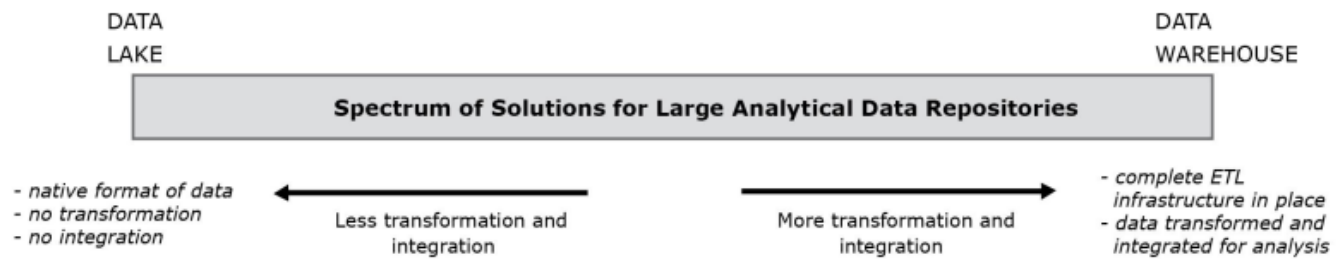 DATA
LAKE
DATA
WAREHOUSE
Spectrum of Solutions for Large Analytical Data Repositories
- native format of data
- no transformation
- no integration
Less transformation and
integration
More transformation and
integration
- complete ETL
infrastructure in place
- data transformed and
integrated for analysis